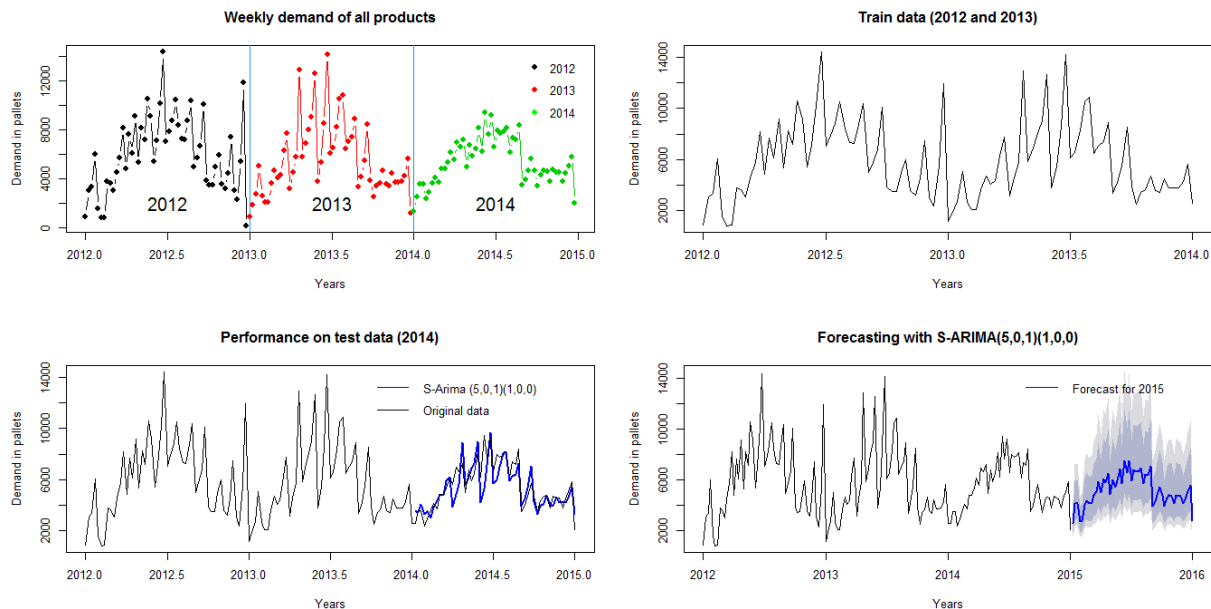 Weekly demand of all products
Demand in pallets
0 4000 8000 12000
2012
2013
2014
2012 2013 2014
2012.0 2012.5 2013.0 2013.5 2014.0 2014.5 2015.0
Years
Train data (2012 and 2013)
Demand in pallets
2000 6000 10000 14000
2012.0 2012.5 2013.0 2013.5 2014.0
Years
Performance on test data (2014)
Demand in pallets
2000 6000 10000 14000
S-Arima (5,0,1)(1,0,0)
Original data
2012.0 2012.5 2013.0 2013.5 2014.0 2014.5 2015.0
Years
Forecasting with S-ARIMA(5,0,1)(1,0,0)
Demand in pallets
2000 6000 10000 14000
Forecast for 2015
2012 2013 2014 2015 2016
Years